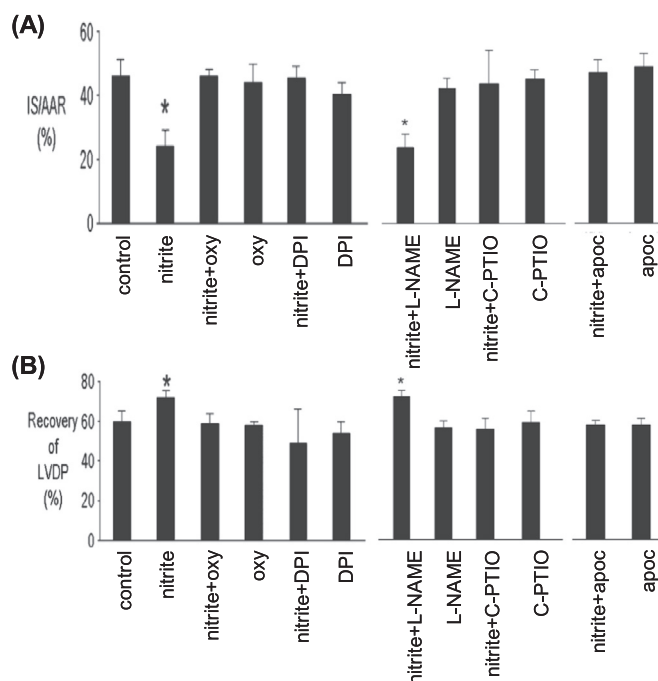 (A)
60
40
20
0
IS/AAR
(%)
*
*
control
nitrite
nitrite+oxy
oxy
nitrite+DPI
DPI
nitrite+L-NAME
L-NAME
nitrite+C-PTIO
C-PTIO
nitrite+apoc
apoc
(B)
80
60
40
20
0
Recovery
of
LVDP
(%)
*
*
control
nitrite
nitrite+oxy
oxy
nitrite+DPI
DPI
nitrite+L-NAME
L-NAME
nitrite+C-PTIO
C-PTIO
nitrite+apoc
apoc